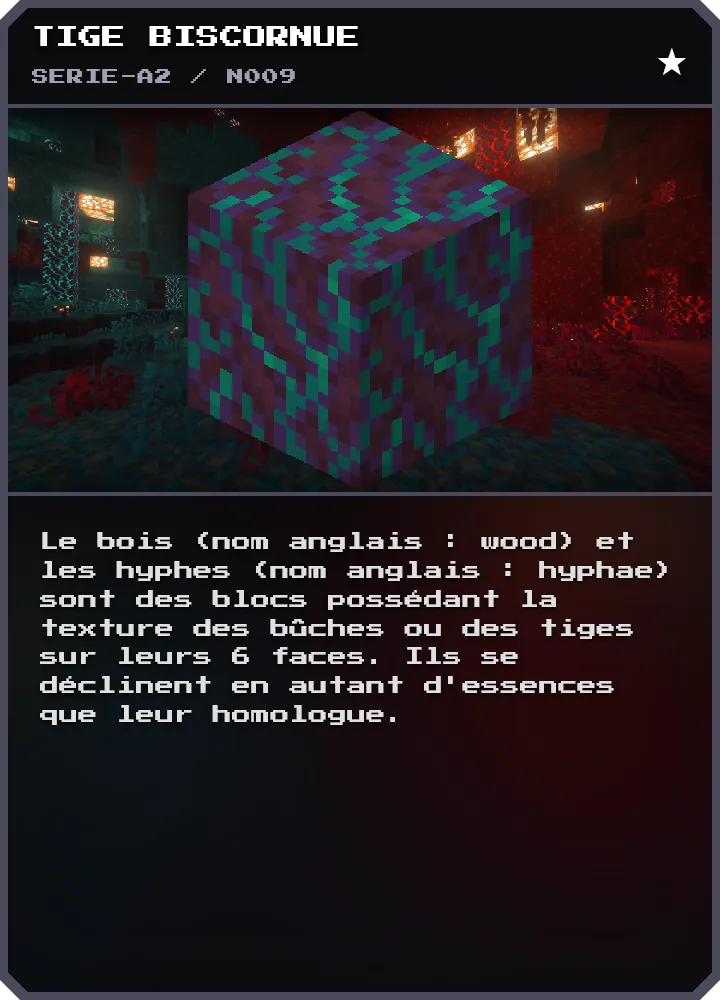 TIGE BISCORNUE
SERIE-A2 / N009
★
Le bois (nom anglais : wood) et
les hyphes (nom anglais : hyphae)
sont des blocs possédant la
texture des bûches ou des tiges
sur leurs 6 faces. Ils se
déclinent en autant d'essences
que leur homologue.